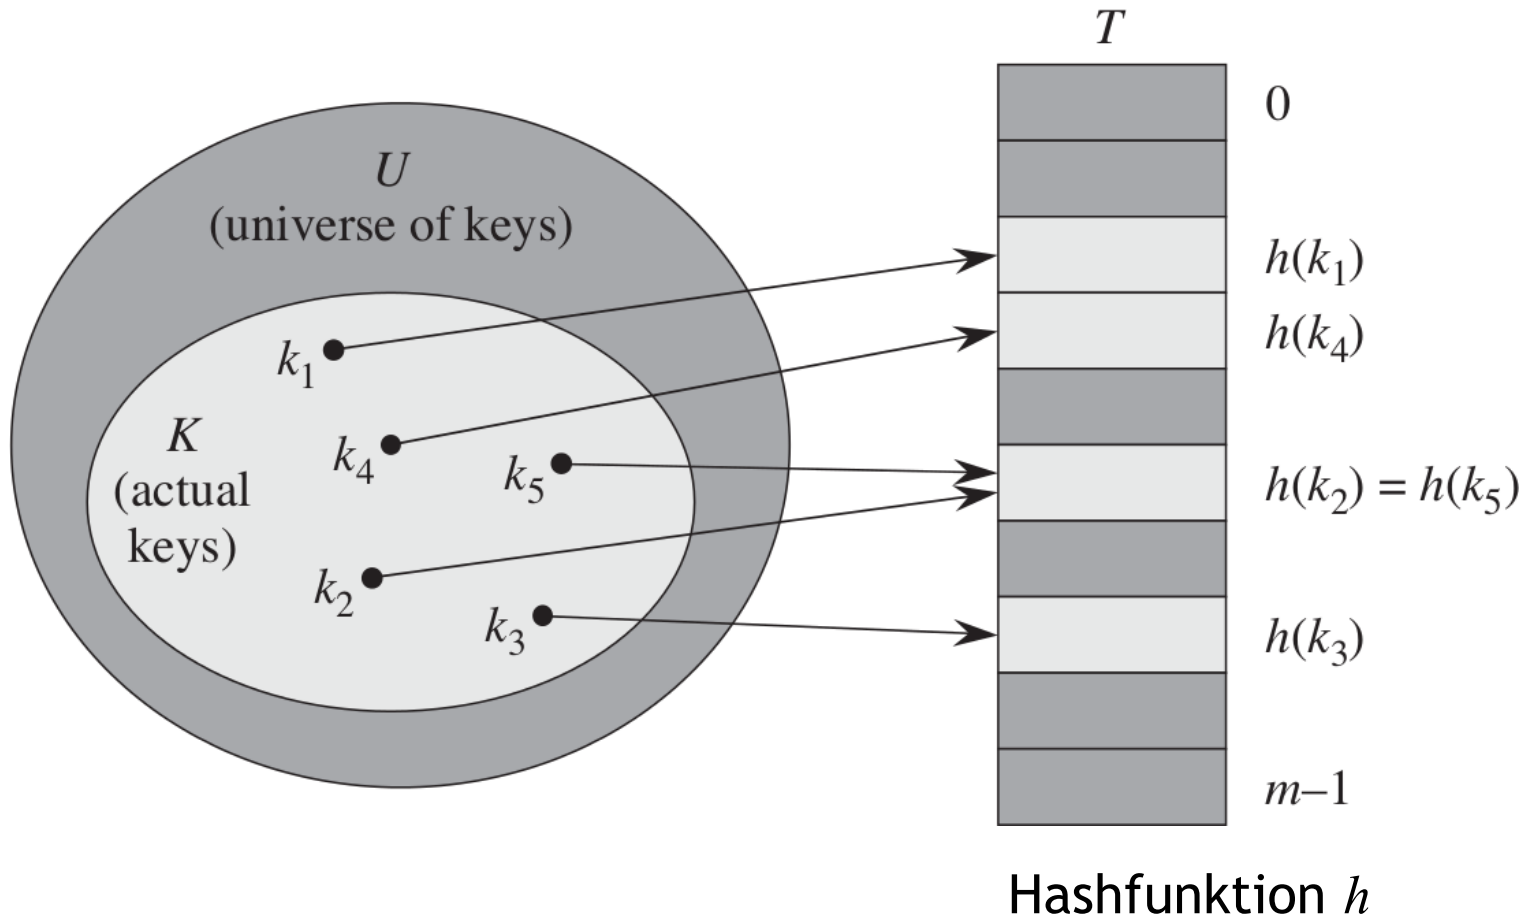 T
0
U
(universe of keys)
h(k₁)
k₁
h(k₄)
K
(actual
keys)
k₄
k₅
h(k₂) = h(k₅)
k₂
k₃
h(k₃)
m–1
Hashfunktion h